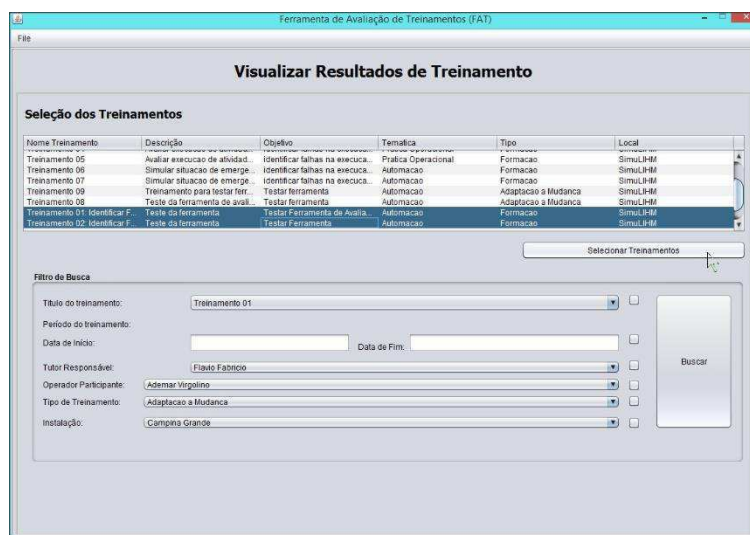 Ferramenta de Avaliação de Treinamentos (FAT)
File
Visualizar Resultados de Treinamento
Seleção dos Treinamentos
Nome Treinamento Descrição Objetivo Tematica Tipo Local
Treinamento 05 Avaliar execucao de atividad... identificar falhas na execuca... Pratica Operacional Formacao SimuLIHM
Treinamento 06 Simular situacao de emerge... identificar falhas na execuca... Automacao Formacao SimuLIHM
Treinamento 07 Simular situacao de emerge... identificar falhas na execuca... Automacao Formacao SimuLIHM
Treinamento 09 Treinamento para testar ferr... Testar ferramenta Automacao Adaptacao a Mudanca SimuLIHM
Treinamento 08 Teste da ferramenta de avali... Testar ferramenta Automacao Adaptacao a Mudanca SimuLIHM
Treinamento 01: Identificar F... Teste da ferramenta Testar Ferramenta de Avalia... Automacao Formacao SimuLIHM
Treinamento 02: Identificar F... Teste da ferramenta Testar Ferramenta Automacao Formacao SimuLIHM
Selecionar Treinamentos
Filtro de Busca
Título do treinamento: Treinamento 01
Período do treinamento:
Data de Início: Data de Fim:
Tutor Responsável: Flavio Fabricio
Buscar
Operador Participante: Ademar Virgolino
Tipo de Treinamento: Adaptacao a Mudanca
Instalação: Campina Grande